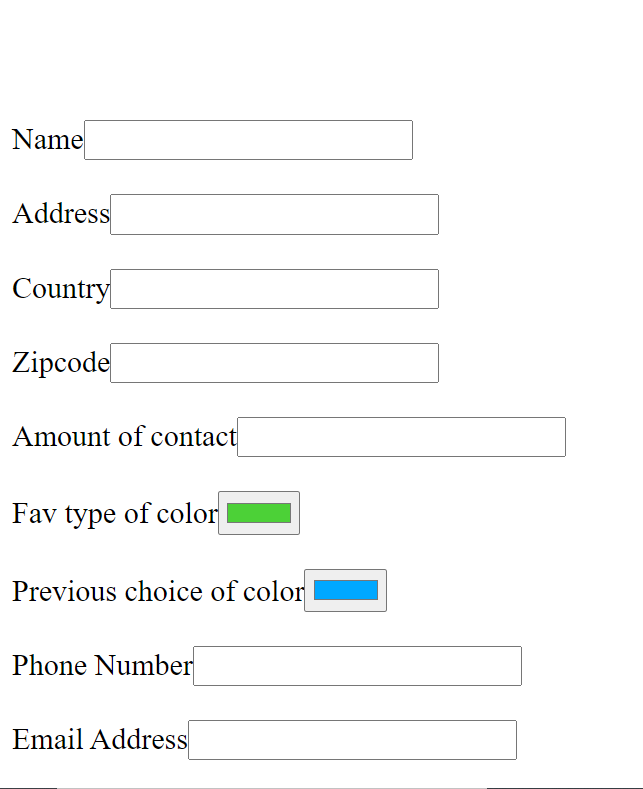 Name
Address
Country
Zipcode
Amount of contact
Fav type of color
Previous choice of color
Phone Number
Email Address